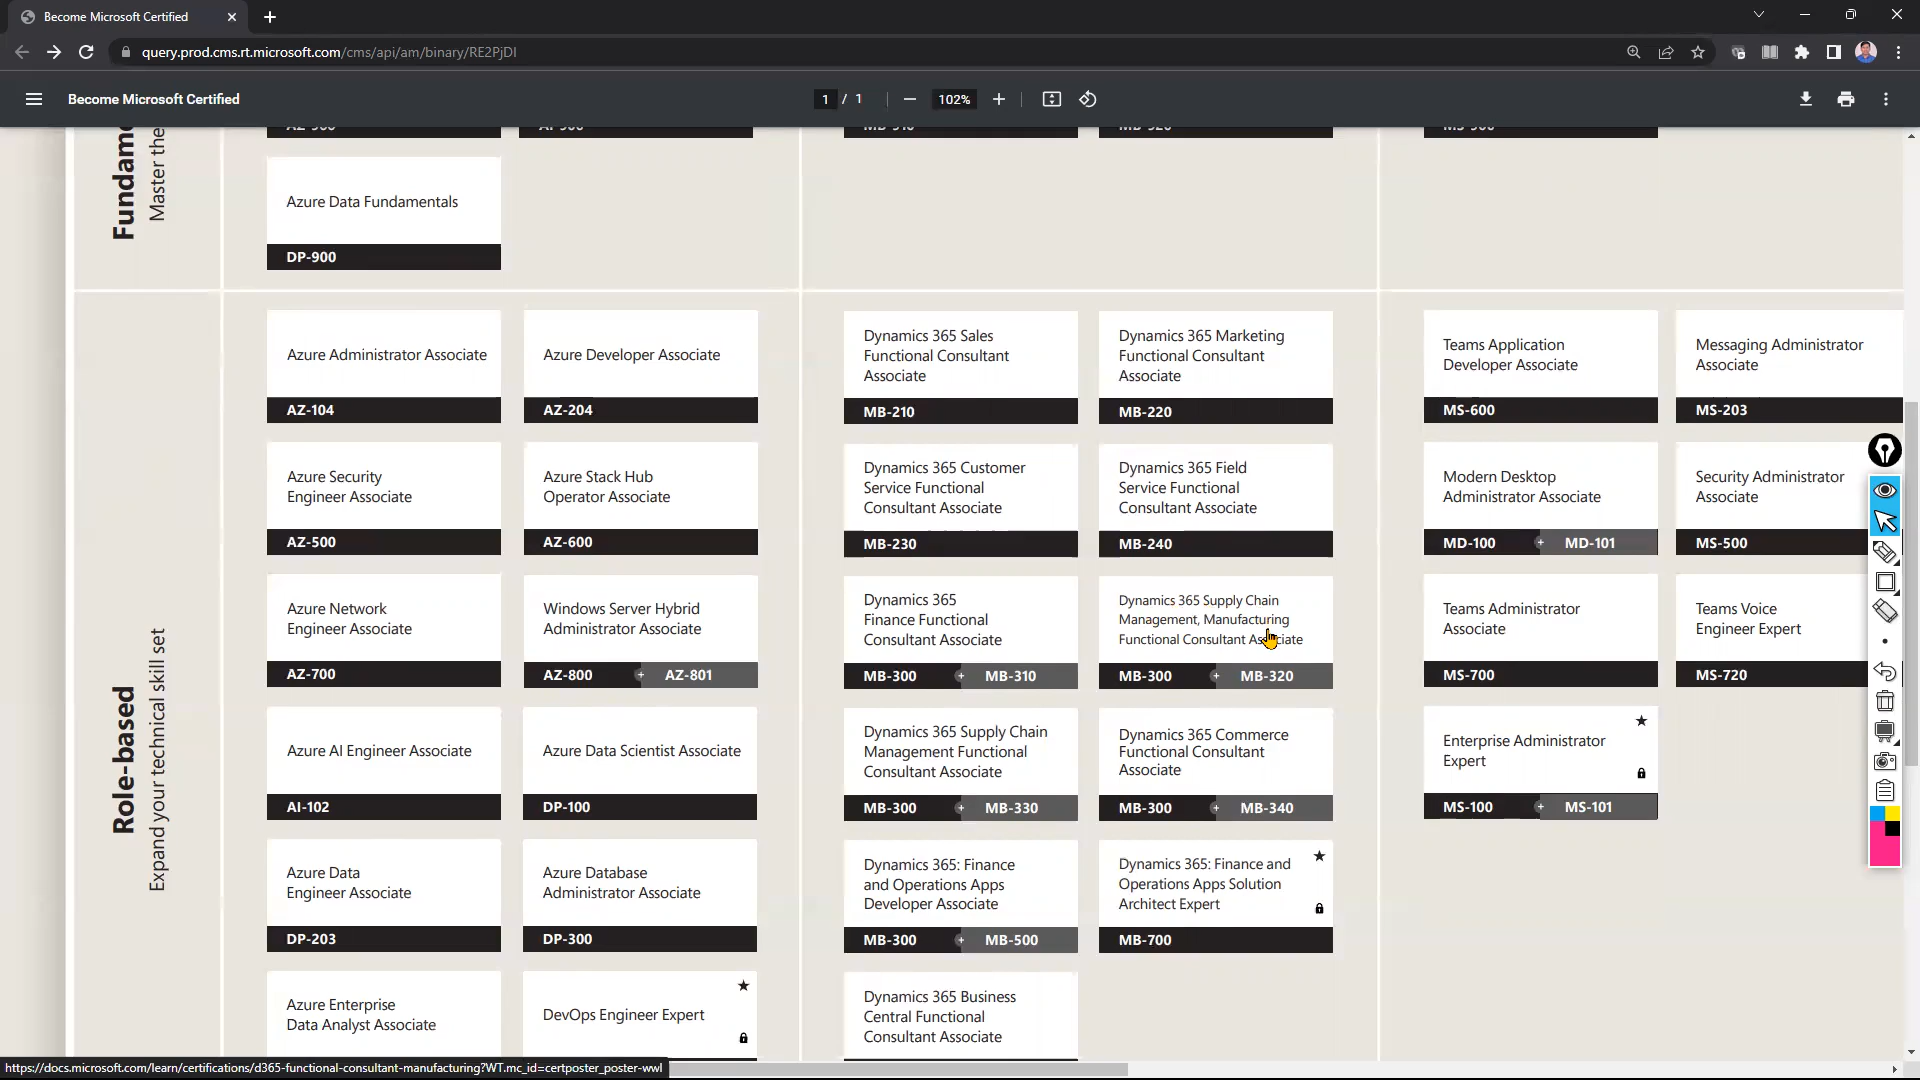 Become Microsoft Certified
query.prod.cms.rt.microsoft.com/cms/api/am/binary/RE2PjDI
Become Microsoft Certified
1 / 1
102%
Fundam
Master the
AZ-900
AI-900
MB-910
MB-920
MS-900
Azure Data Fundamentals
DP-900
Role-based
Expand your technical skill set
Azure Administrator Associate
AZ-104
Azure Developer Associate
AZ-204
Azure Security
Engineer Associate
AZ-500
Azure Stack Hub
Operator Associate
AZ-600
Azure Network
Engineer Associate
AZ-700
Windows Server Hybrid
Administrator Associate
AZ-800 + AZ-801
Azure AI Engineer Associate
AI-102
Azure Data Scientist Associate
DP-100
Azure Data
Engineer Associate
DP-203
Azure Database
Administrator Associate
DP-300
Azure Enterprise
Data Analyst Associate
DevOps Engineer Expert
Dynamics 365 Sales
Functional Consultant
Associate
MB-210
Dynamics 365 Marketing
Functional Consultant
Associate
MB-220
Dynamics 365 Customer
Service Functional
Consultant Associate
MB-230
Dynamics 365 Field
Service Functional
Consultant Associate
MB-240
Dynamics 365
Finance Functional
Consultant Associate
MB-300 + MB-310
Dynamics 365 Supply Chain
Management, Manufacturing
Functional Consultant Associate
MB-300 + MB-320
Dynamics 365 Supply Chain
Management Functional
Consultant Associate
MB-300 + MB-330
Dynamics 365 Commerce
Functional Consultant
Associate
MB-300 + MB-340
Dynamics 365: Finance
and Operations Apps
Developer Associate
MB-300 + MB-500
Dynamics 365: Finance and
Operations Apps Solution
Architect Expert
MB-700
Dynamics 365 Business
Central Functional
Consultant Associate
Teams Application
Developer Associate
MS-600
Messaging Administrator
Associate
MS-203
Modern Desktop
Administrator Associate
MD-100 + MD-101
Security Administrator
Associate
MS-500
Teams Administrator
Associate
MS-700
Teams Voice
Engineer Expert
MS-720
Enterprise Administrator
Expert
MS-100 + MS-101
https://docs.microsoft.com/learn/certifications/d365-functional-consultant-manufacturing?WT.mc_id=certposter_poster-wwl